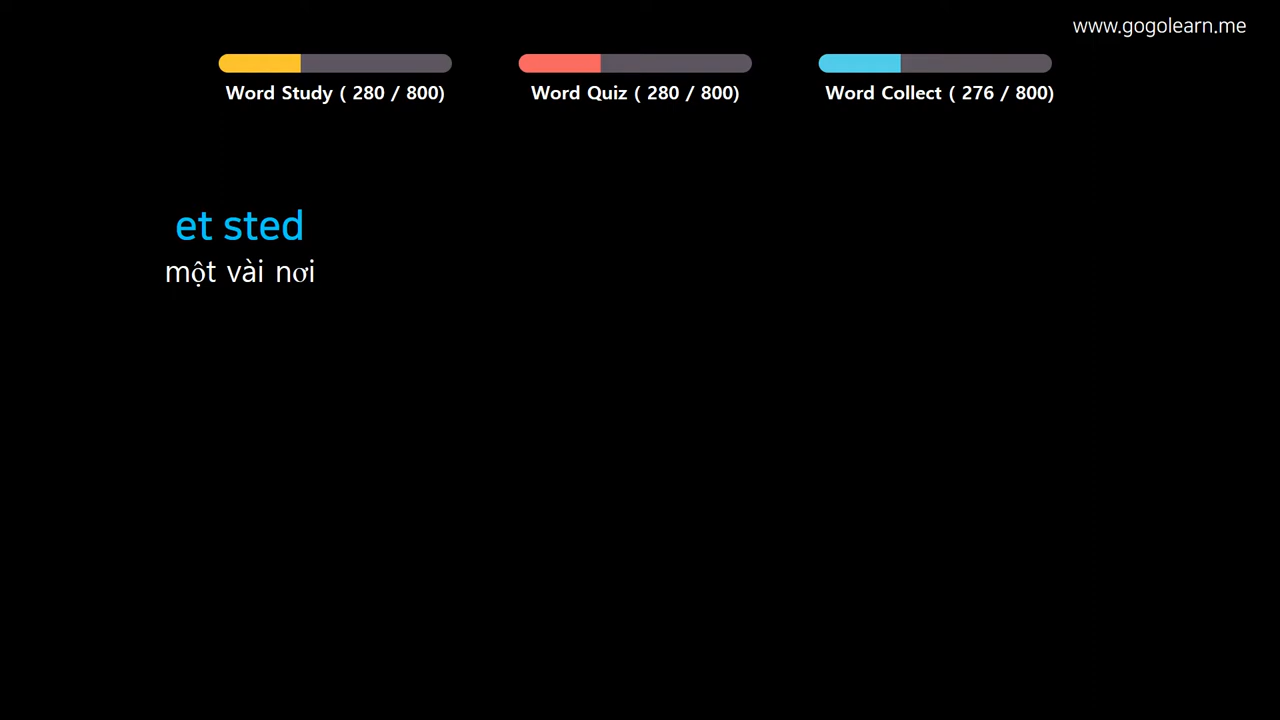 www.gogolearn.me
Word Study ( 280 / 800)
Word Quiz ( 280 / 800)
Word Collect ( 276 / 800)
et sted
một vài nơi